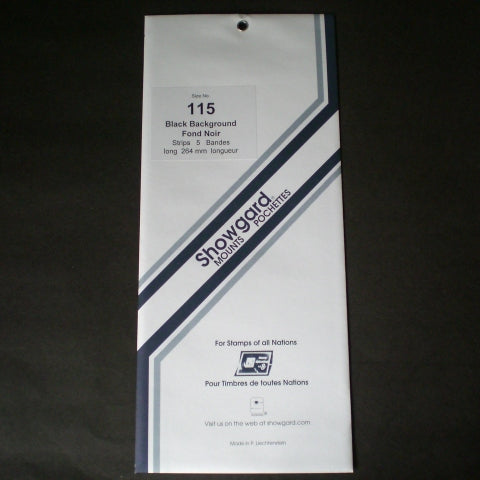 Size No.
115
Black Background
Fond Noir
Strips 5 Bandes
long 264 mm longueur
Showgard
MOUNTS POCHETTES
For Stamps of all Nations
Pour Timbres de toutes Nations
Visit us on the web at showgard.com
Made in P. Liechtenstein